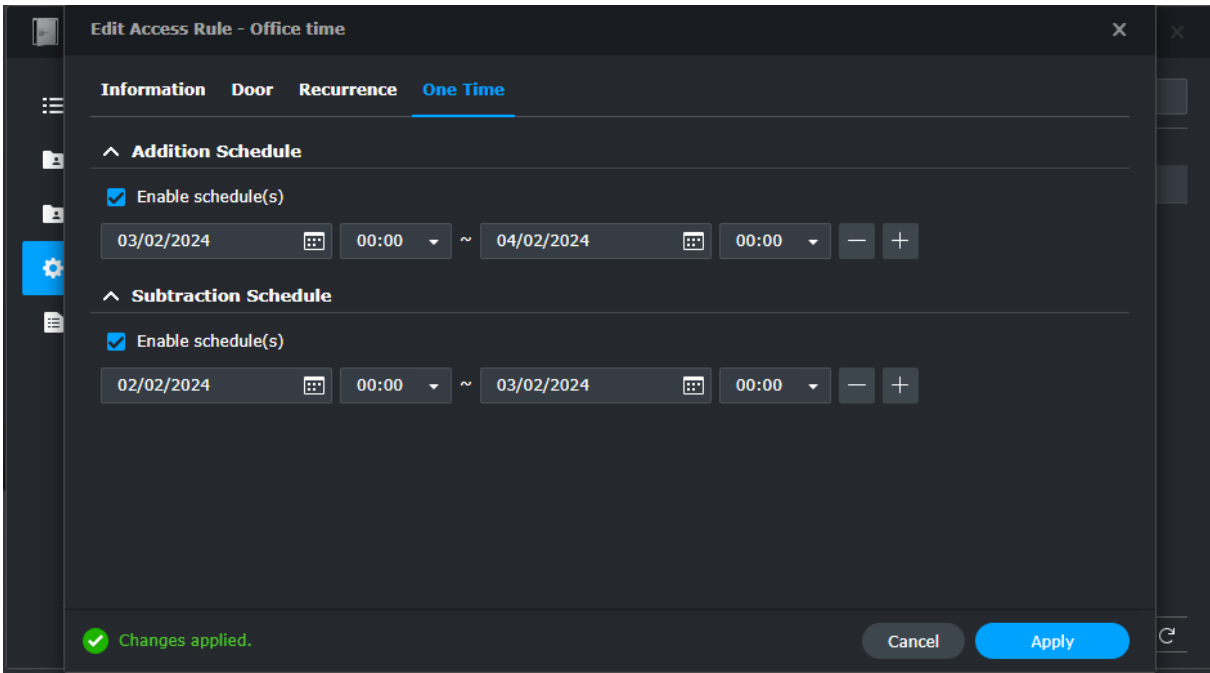 Edit Access Rule - Office time
Information Door Recurrence One Time
Addition Schedule
Enable schedule(s)
03/02/2024 00:00 ~ 04/02/2024 00:00
Subtraction Schedule
Enable schedule(s)
02/02/2024 00:00 ~ 03/02/2024 00:00
Changes applied.
Cancel Apply